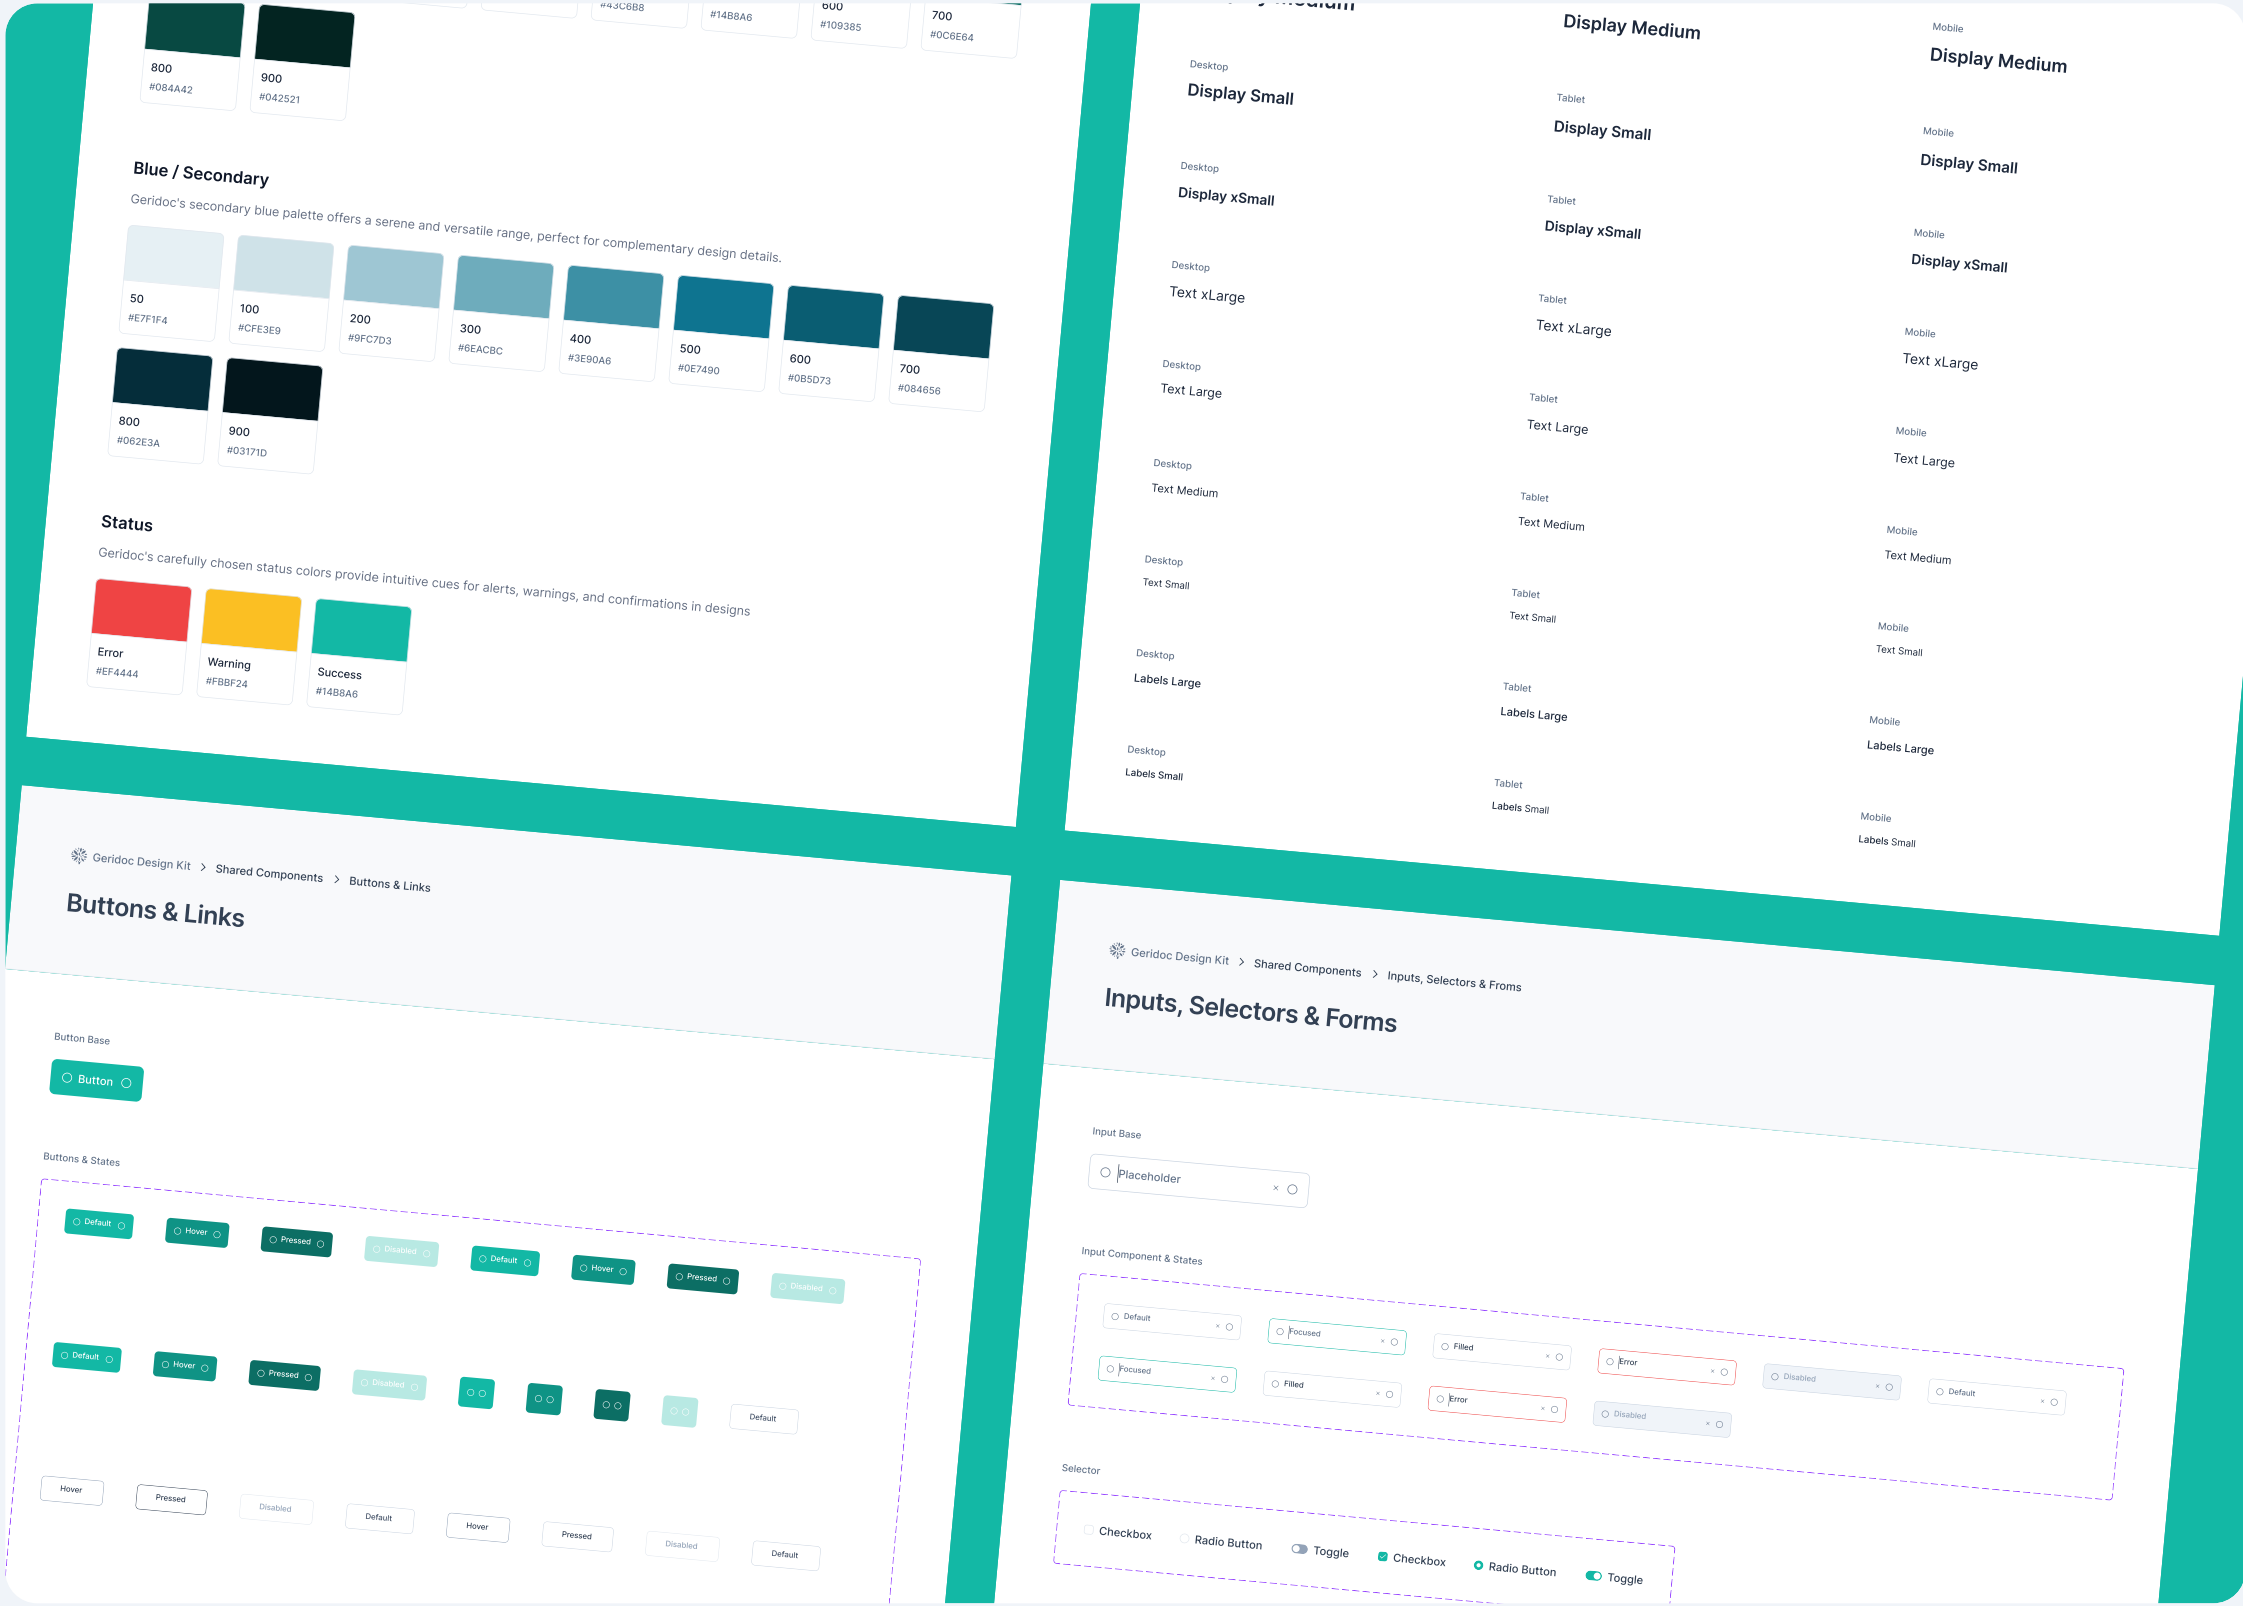 #43C6B8
#14B8A6
600
#109385
700
#0C6E64
800
#084A42
900
#042521
Blue / Secondary
Geridoc's secondary blue palette offers a serene and versatile range, perfect for complementary design details.
50
#E7F1F4
100
#CFE3E9
200
#9FC7D3
300
#6EACBC
400
#3E90A6
500
#0E7490
600
#0B5D73
700
#084656
800
#062E3A
900
#03171D
Status
Geridoc's carefully chosen status colors provide intuitive cues for alerts, warnings, and confirmations in designs
Error
#EF4444
Warning
#FBBF24
Success
#14B8A6
Display Medium
Display Medium
Mobile
Display Medium
Desktop
Display Small
Tablet
Display Small
Mobile
Display Small
Desktop
Display xSmall
Tablet
Display xSmall
Mobile
Display xSmall
Desktop
Text xLarge
Tablet
Text xLarge
Mobile
Text xLarge
Desktop
Text Large
Tablet
Text Large
Mobile
Text Large
Desktop
Text Medium
Tablet
Text Medium
Mobile
Text Medium
Desktop
Text Small
Tablet
Text Small
Mobile
Text Small
Desktop
Labels Large
Tablet
Labels Large
Mobile
Labels Large
Desktop
Labels Small
Tablet
Labels Small
Mobile
Labels Small
Geridoc Design Kit > Shared Components > Buttons & Links
Buttons & Links
Button Base
Button
Buttons & States
Default Hover Pressed Disabled Default Hover Pressed Disabled
Default Hover Pressed Disabled Default
Hover Pressed Disabled Default Hover Pressed Disabled Default
Geridoc Design Kit > Shared Components > Inputs, Selectors & Froms
Inputs, Selectors & Forms
Input Base
Placeholder
Input Component & States
Default Focused Filled Error Disabled Default
Focused Filled Error Disabled
Selector
Checkbox Radio Button Toggle Checkbox Radio Button Toggle